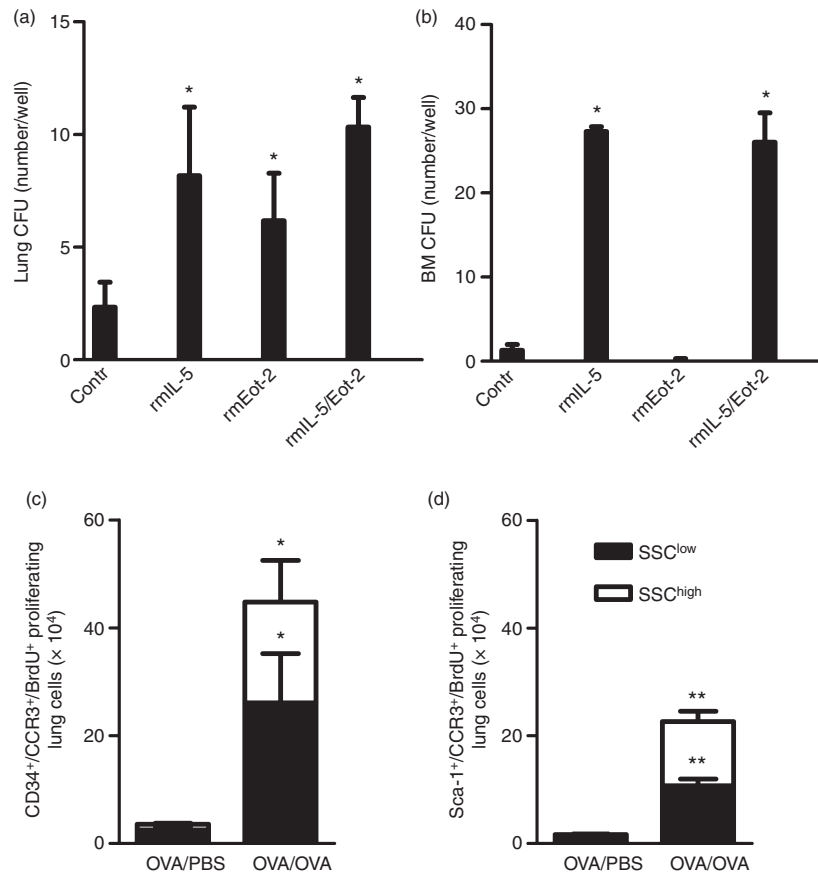 (a)
15
10
5
0
Lung CFU (number/well)
*
*
*
Contr
rmIL-5
rmEot-2
rmIL-5/Eot-2
(b)
40
30
20
10
0
BM CFU (number/well)
*
*
Contr
rmIL-5
rmEot-2
rmIL-5/Eot-2
(c)
60
40
20
0
CD34⁺/CCR3⁺/BrdU⁺ proliferating
lung cells (× 10⁴)
*
*
OVA/PBS
OVA/OVA
(d)
60
40
20
0
Sca-1⁺/CCR3⁺/BrdU⁺ proliferating
lung cells (× 10⁴)
SSCˡᵒʷ
SSCʰⁱᵍʰ
**
**
OVA/PBS
OVA/OVA